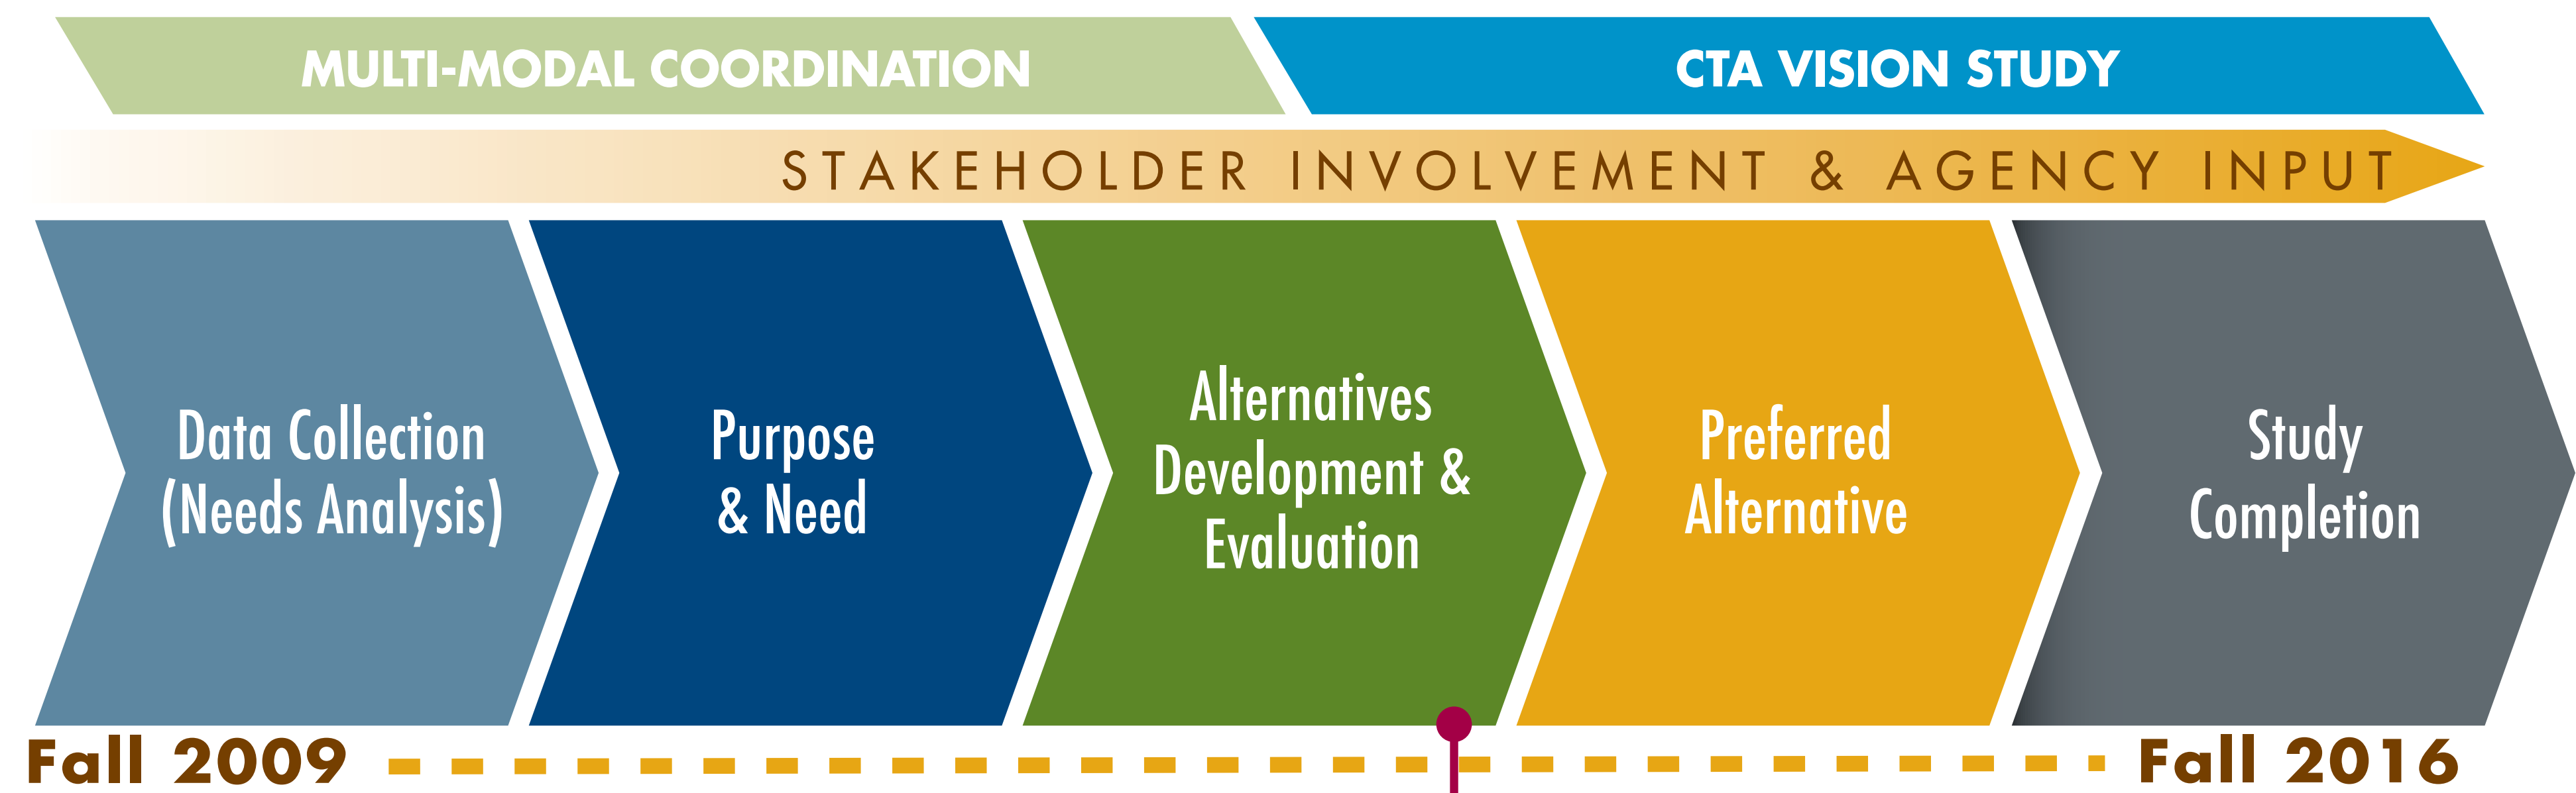 MULTI-MODAL COORDINATION
CTA VISION STUDY
STAKEHOLDER INVOLVEMENT & AGENCY INPUT
Data Collection
(Needs Analysis)
Purpose
& Need
Alternatives
Development &
Evaluation
Preferred
Alternative
Study
Completion
Fall 2009
Fall 2016